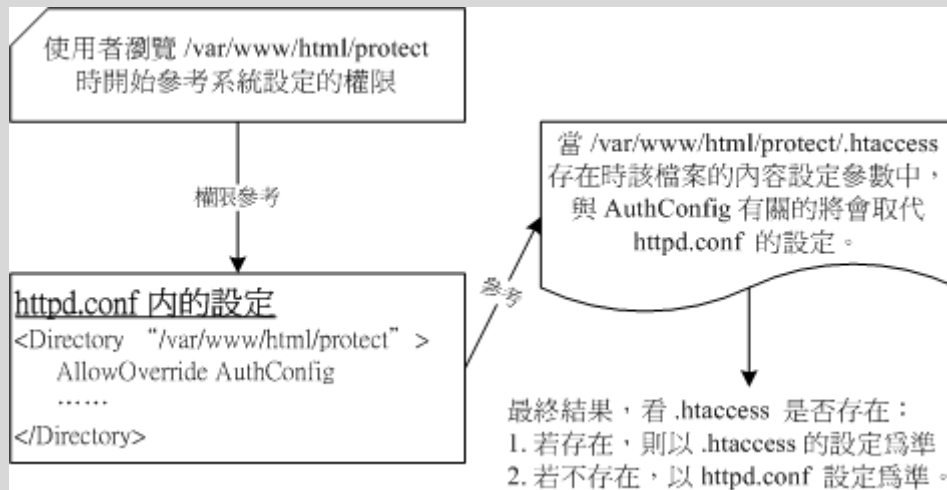 使用者瀏覽 /var/www/html/protect
時開始參考系統設定的權限
權限參考
httpd.conf 內的設定
<Directory “/var/www/html/protect” >
AllowOverride AuthConfig
……
</Directory>
參考
當 /var/www/html/protect/.htaccess
存在時該檔案的內容設定參數中，
與 AuthConfig 有關的將會取代
httpd.conf 的設定。
最終結果，看 .htaccess 是否存在：
1. 若存在，則以 .htaccess 的設定為準
2. 若不存在，以 httpd.conf 設定為準。